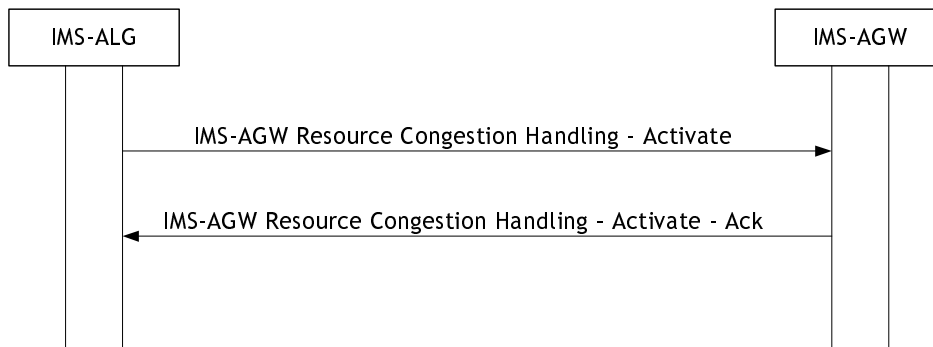 IMS-ALG
IMS-AGW
IMS-AGW Resource Congestion Handling - Activate
IMS-AGW Resource Congestion Handling – Activate - Ack